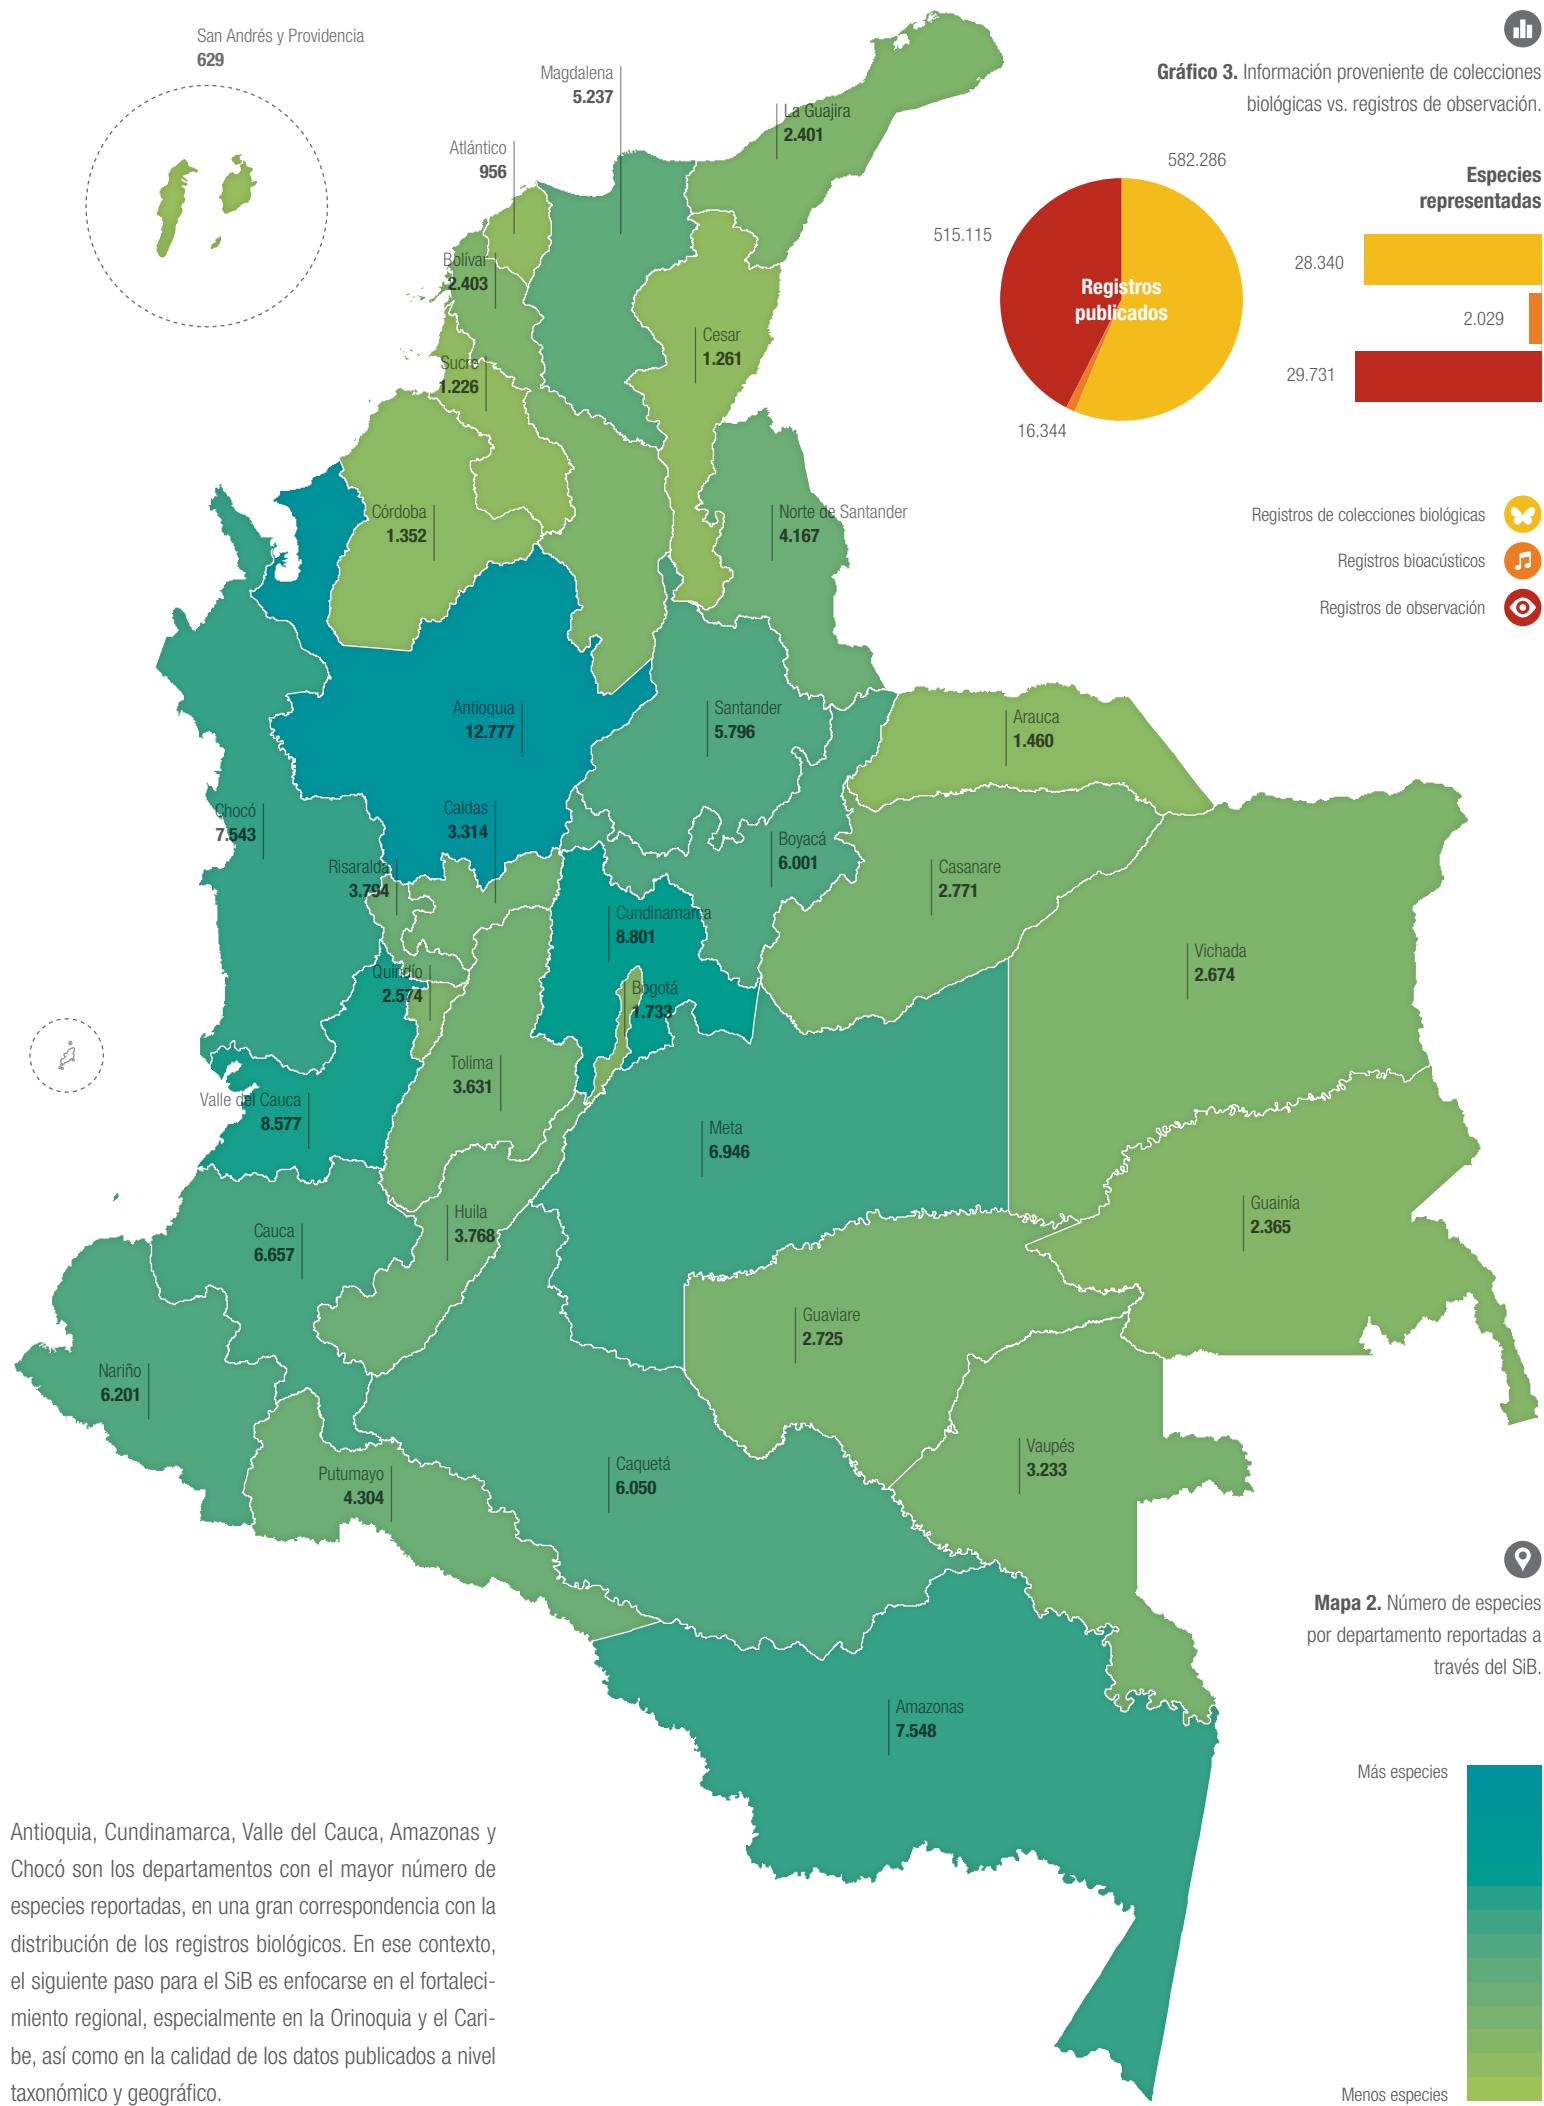 San Andrés y Providencia
629
Magdalena
5.237
La Guajira
2.401
Atlántico
956
Bolívar
2.403
Cesar
1.261
Sucre
1.226
Córdoba
1.352
Norte de Santander
4.167
Antioquia
12.777
Santander
5.796
Arauca
1.460
Chocó
7.543
Caldas
3.314
Boyacá
6.001
Risaralda
3.794
Casanare
2.771
Cundinamarca
8.801
Vichada
2.674
Quindío
2.574
Bogotá
1.733
Tolima
3.631
Valle del Cauca
8.577
Meta
6.946
Guainía
2.365
Huila
3.768
Cauca
6.657
Guaviare
2.725
Nariño
6.201
Vaupés
3.233
Caquetá
6.050
Putumayo
4.304
Amazonas
7.548
Gráfico 3. Información proveniente de colecciones
biológicas vs. registros de observación.
582.286
515.115
16.344
Registros
publicados
Especies
representadas
28.340
2.029
29.731
Registros de colecciones biológicas
Registros bioacústicos
Registros de observación
Mapa 2. Número de especies
por departamento reportadas a
través del SiB.
Más especies
Menos especies
Antioquia, Cundinamarca, Valle del Cauca, Amazonas y
Chocó son los departamentos con el mayor número de
especies reportadas, en una gran correspondencia con la
distribución de los registros biológicos. En ese contexto,
el siguiente paso para el SiB es enfocarse en el fortaleci-
miento regional, especialmente en la Orinoquia y el Cari-
be, así como en la calidad de los datos publicados a nivel
taxonómico y geográfico.